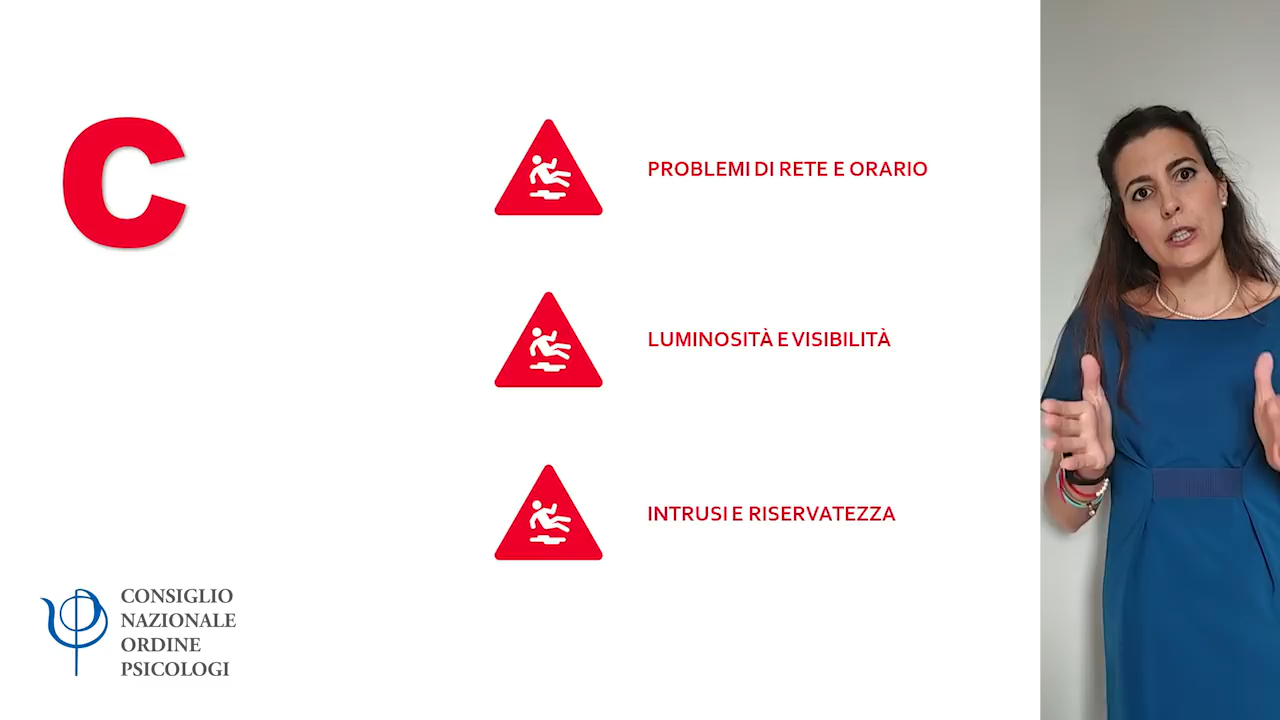 C
PROBLEMI DI RETE E ORARIO
LUMINOSITÀ E VISIBILITÀ
INTRUSI E RISERVATEZZA
CONSIGLIO
NAZIONALE
ORDINE
PSICOLOGI